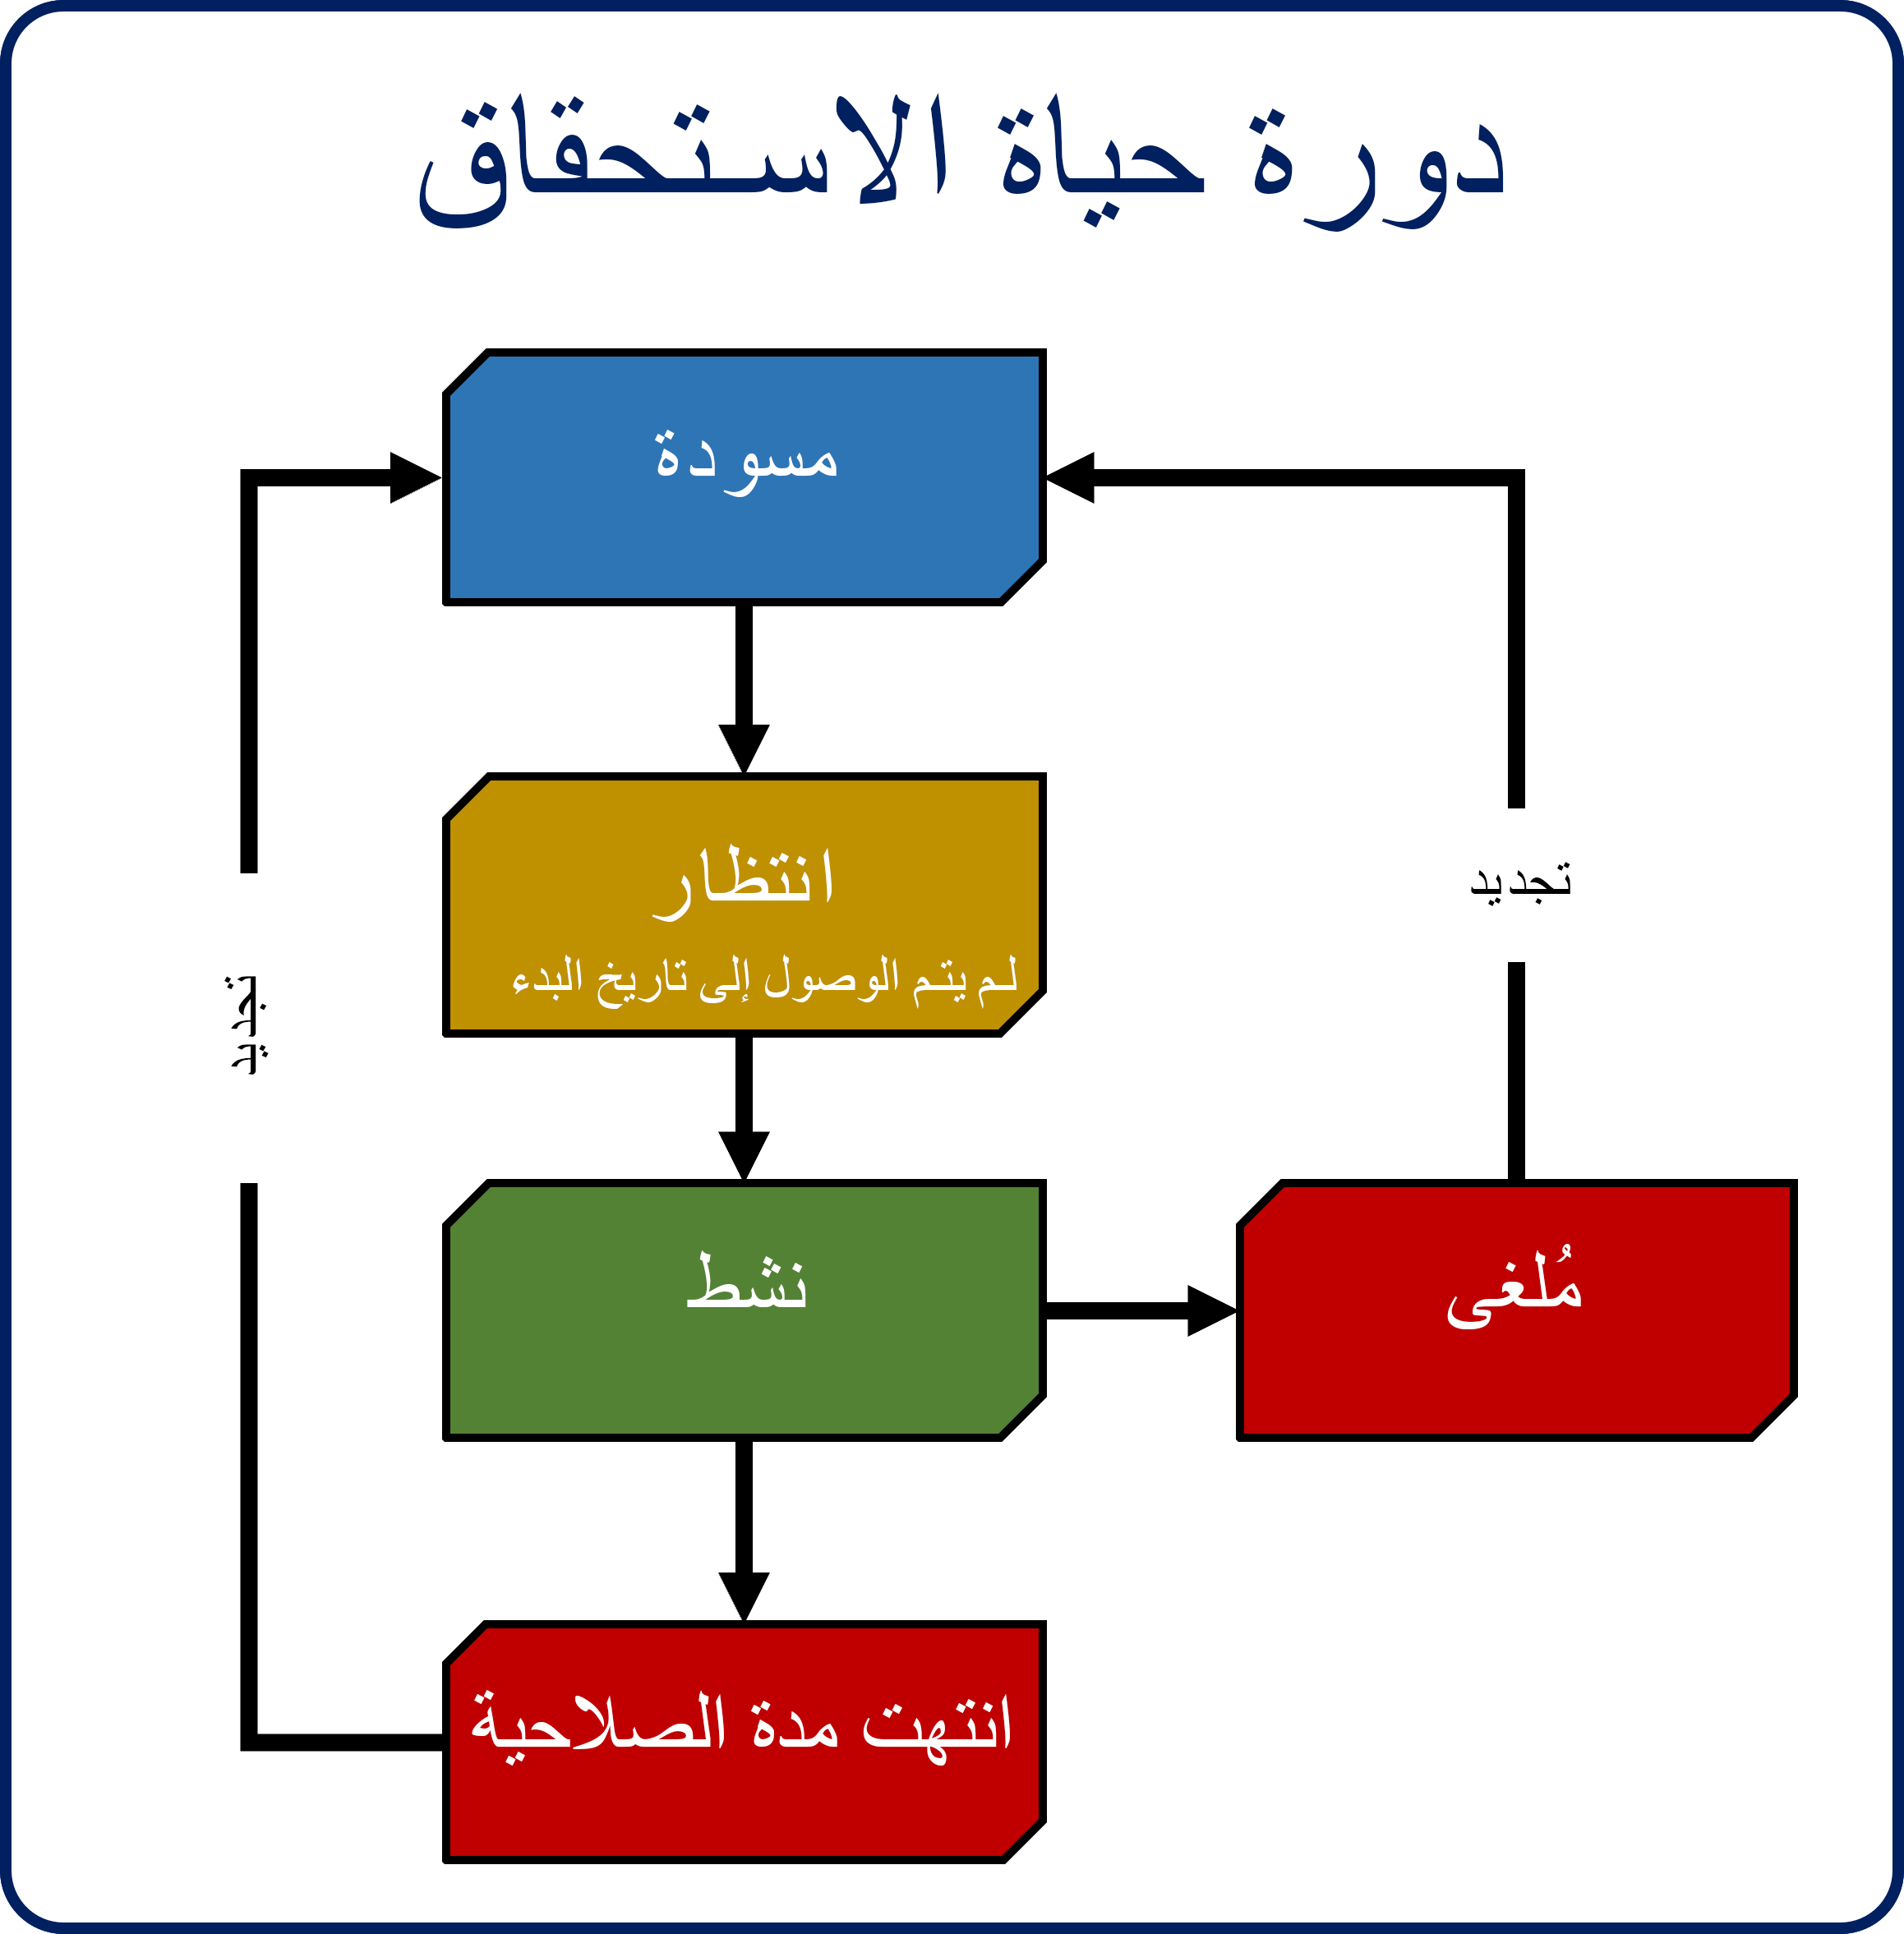 دورة حياة الاستحقاق
مسودة
انتظار
لم يتم الوصول إلى تاريخ البدء
تجديد
تجديد
نشط
مُلغى
انتهت مدة الصلاحية